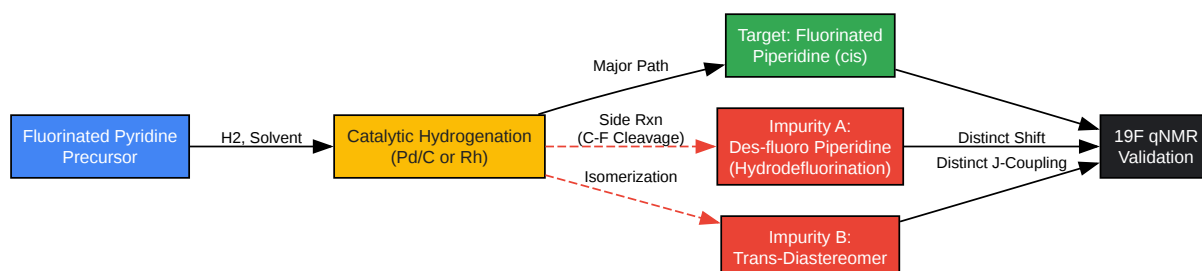 Fluorinated Pyridine
Precursor
H2, Solvent
Catalytic Hydrogenation
(Pd/C or Rh)
Major Path
Target: Fluorinated
Piperidine (cis)
Side Rxn
(C-F Cleavage)
Impurity A:
Des-fluoro Piperidine
(Hydrodefluorination)
Isomerization
Impurity B:
Trans-Diastereomer
Distinct Shift
Distinct J-Coupling
19F qNMR
Validation